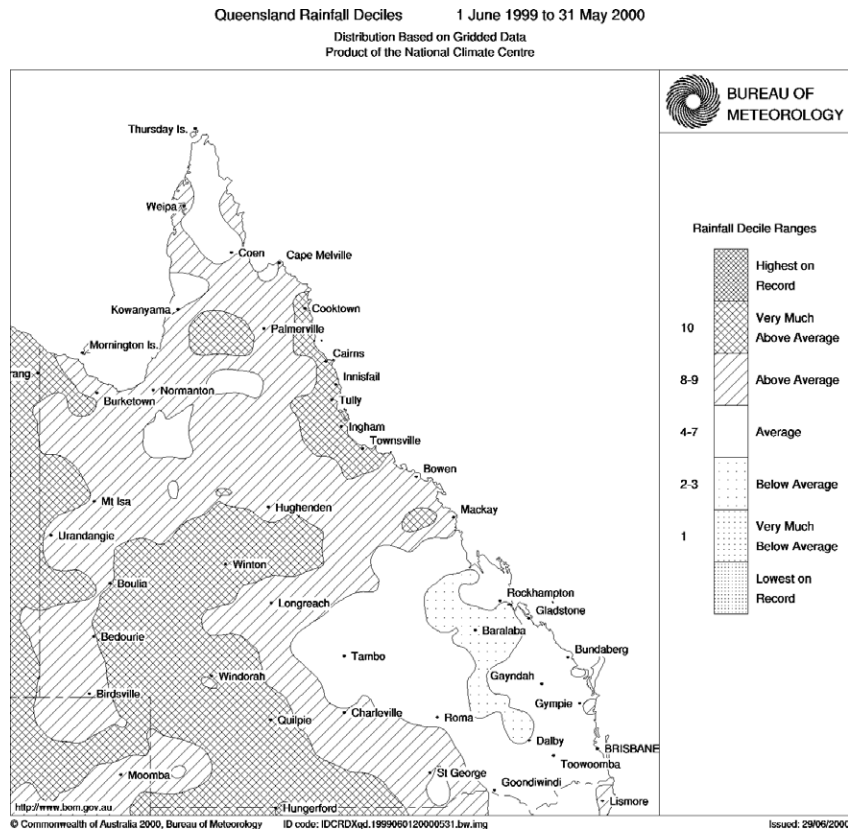 Queensland Rainfall Deciles 1 June 1999 to 31 May 2000
Distribution Based on Gridded Data
Product of the National Climate Centre
BUREAU OF
METEOROLOGY
Thursday Is.
Weipa
Coen
Cape Melville
Kowanyama
Cooktown
Palmerville
Mornington Is.
Cairns
rang
Innisfail
Burketown
Normanton
Tully
Ingham
Townsville
Bowen
Mt Isa
Hughenden
Mackay
Urandangie
Winton
Boulia
Rockhampton
Longreach
Gladstone
Baralaba
Bedourie
Tambo
Bundaberg
Windorah
Gayndah
Birdsville
Gympie
Charleville
Roma
Quilpie
Dalby
BRISBANE
Toowoomba
Moomba
St George
Goondiwindi
Lismore
Hungerford
http://www.bom.gov.au
Rainfall Decile Ranges
Highest on
Record
10 Very Much
Above Average
8-9 Above Average
4-7 Average
2-3 Below Average
1 Very Much
Below Average
Lowest on
Record
© Commonwealth of Australia 2000, Bureau of Meteorology ID code: IDCRDXqd.1999060120000531.bw.img Issued: 29/06/2000